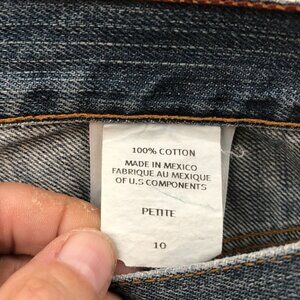 100% COTTON
MADE IN MEXICO
FABRIQUE AU MEXIQUE
OF U.S COMPONENTS
PETITE
10